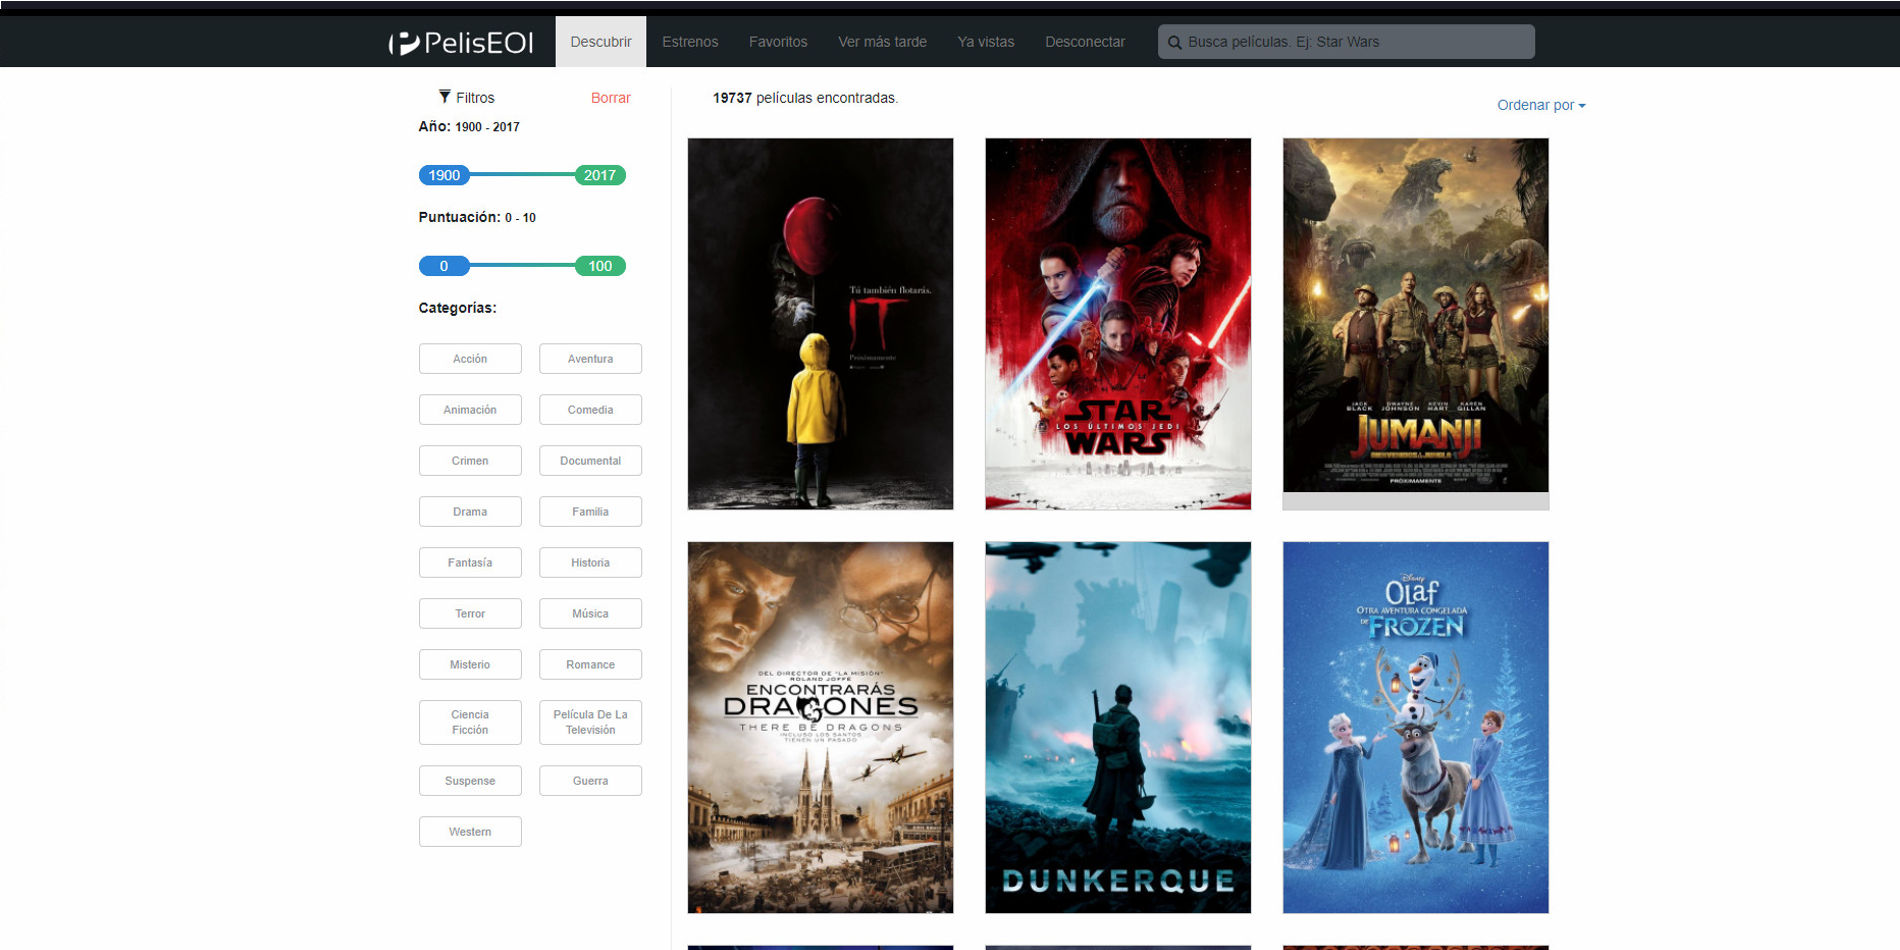 PelisEOI
Descubrir
Estrenos
Favoritos
Ver más tarde
Ya vistas
Desconectar
Busca películas. Ej: Star Wars
Filtros
Borrar
Año: 1900 - 2017
1900
2017
Puntuación: 0 - 10
0
100
Categorías:
Acción
Aventura
Animación
Comedia
Crimen
Documental
Drama
Familia
Fantasía
Historia
Terror
Música
Misterio
Romance
Ciencia
Ficción
Película De La
Televisión
Suspense
Guerra
Western
19737 películas encontradas.
Ordenar por
Tú también flotarás.
IT
Próximamente
STAR
LOS ÚLTIMOS JEDI
WARS
JACK BLACK
DWAYNE JOHNSON
KEVIN HART
KAREN GILLAN
JUMANJI
BIENVENIDOS A LA JUNGLA
PRÓXIMAMENTE
DEL DIRECTOR DE "LA MISIÓN"
ROLAND JOFFÉ
ENCONTRARÁS
DRAGONES
THERE BE DRAGONS
INCLUSO LOS SANTOS
TIENEN UN PASADO
DUNKERQUE
Disney
OLAF
OTRA AVENTURA CONGELADA
DE FROZEN